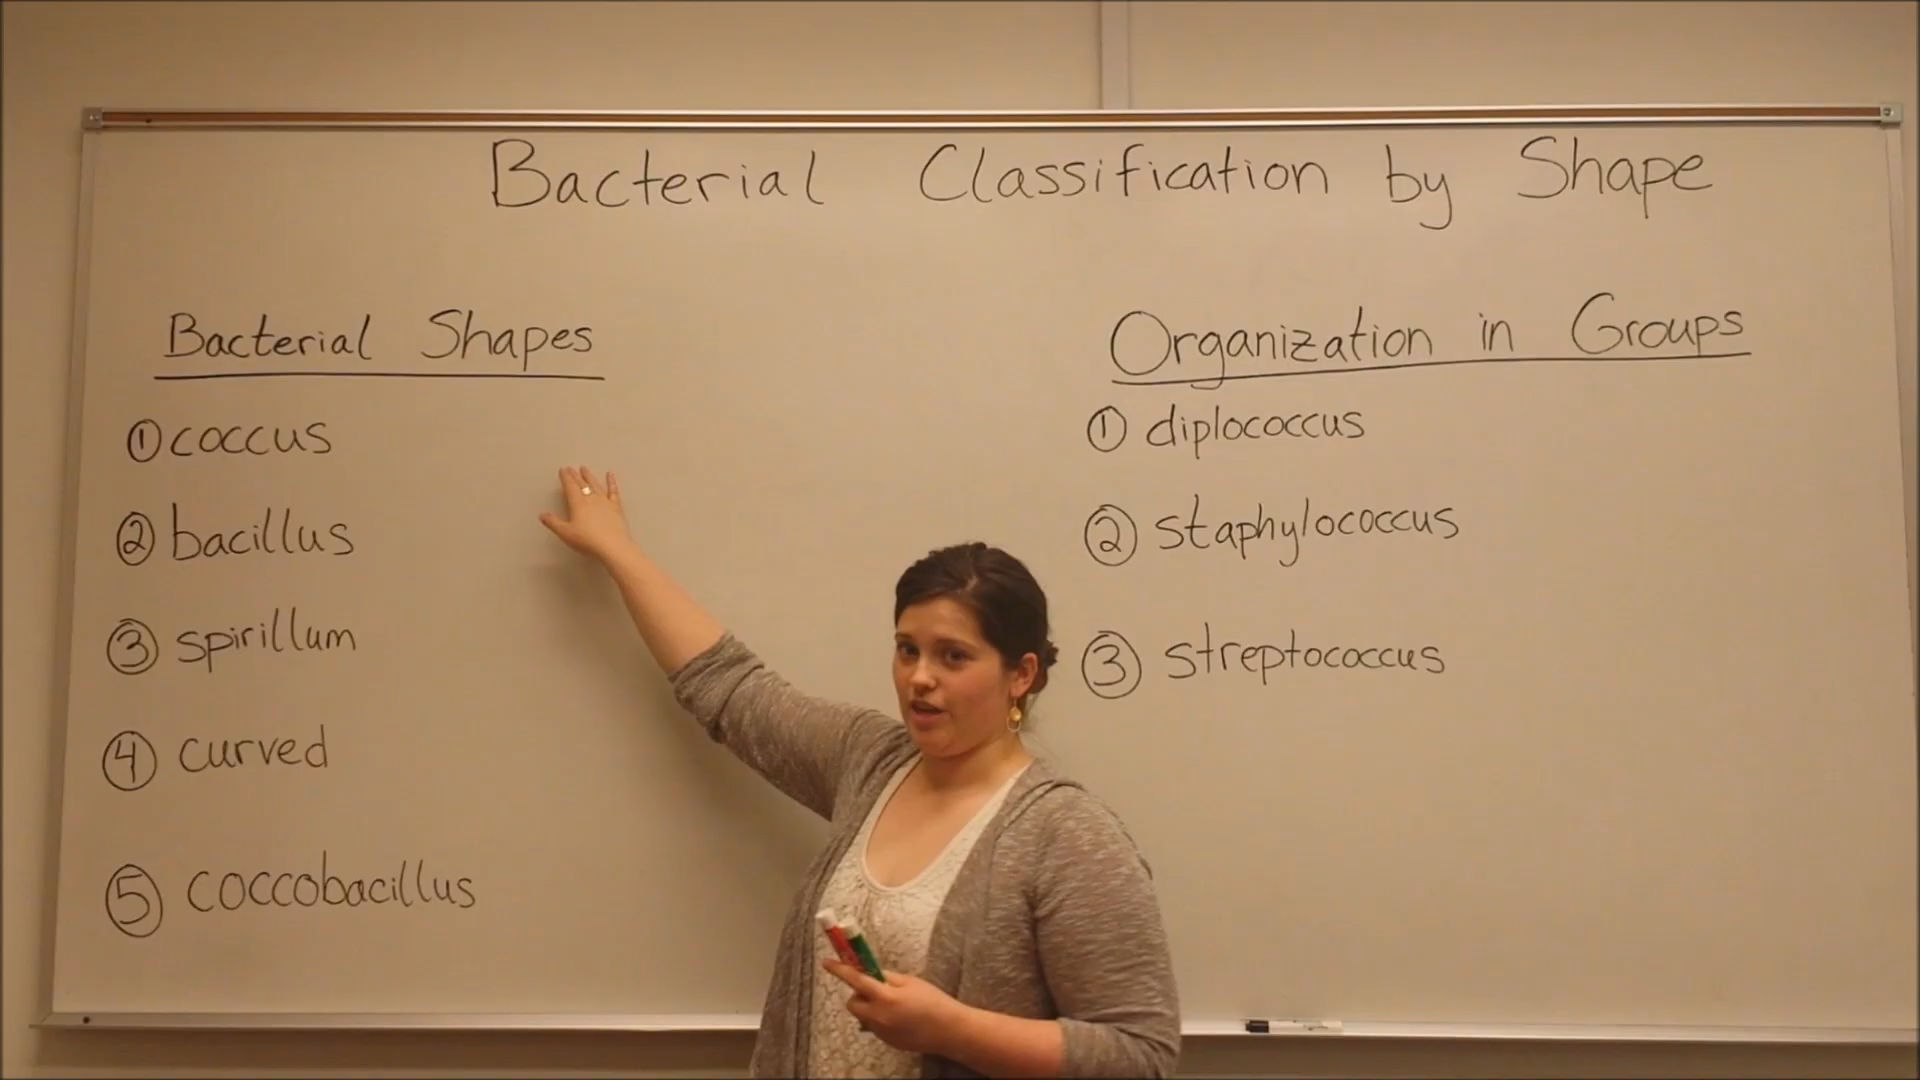 Bacterial Classification by Shape
Bacterial Shapes
① coccus
② bacillus
③ spirillum
④ curved
⑤ coccobacillus
Organization in Groups
① diplococcus
② staphylococcus
③ streptococcus